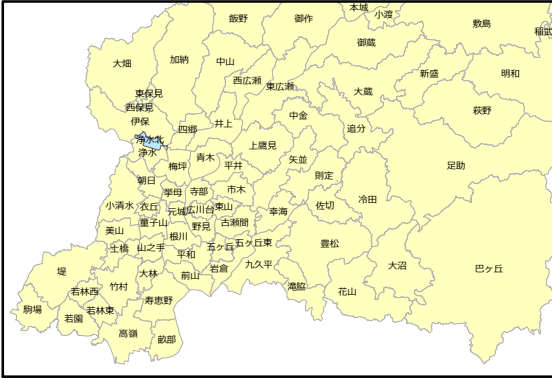 本城
小渡
飯野
御作
敷島
稲武
御蔵
大畑
加納
中山
西広瀬
東広瀬
新盛
明和
大蔵
東保見
西保見
伊保
萩野
中金
追分
四郷
井上
浄水北
浄水
上鷹見
青木
梅坪
平井
矢並
足助
則定
朝日
挙母
寺部
市木
冷田
小清水
衣丘
元城
広川台
東山
幸海
佐切
美山
童子山
野見
古瀬間
土橋
山之手
根川
五ヶ丘
五ヶ丘東
豊松
平和
九久平
岩倉
大沼
巴ヶ丘
堤
大林
前山
竹村
滝脇
花山
若林西
寿恵野
駒場
若園
若林東
高嶺
畝部